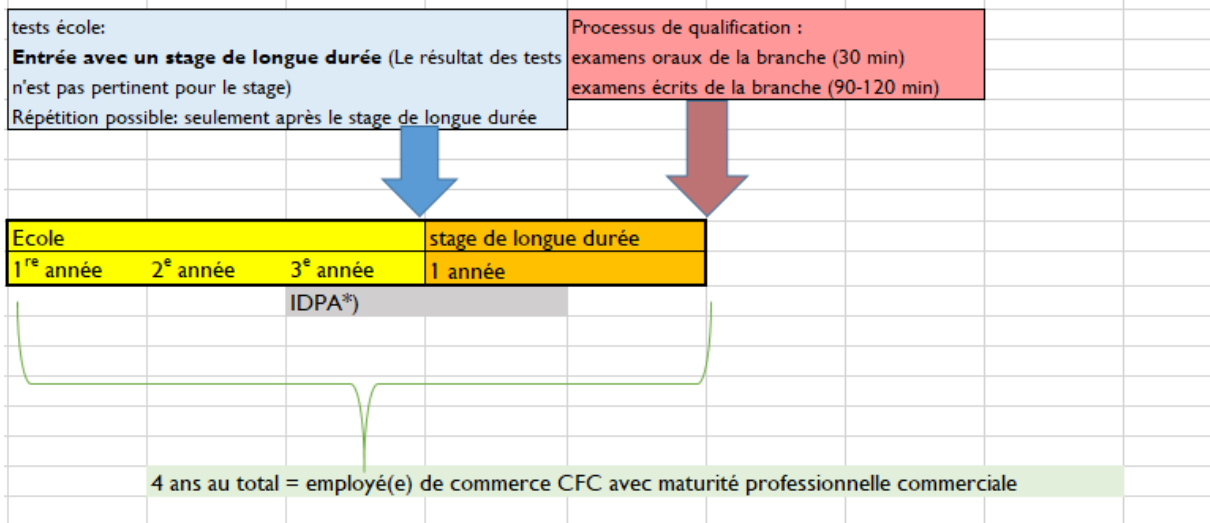 tests école:
Entrée avec un stage de longue durée (Le résultat des tests
n'est pas pertinent pour le stage)
Répétition possible: seulement après le stage de longue durée
Processus de qualification :
examens oraux de la branche (30 min)
examens écrits de la branche (90-120 min)
Ecole
stage de longue durée
1re année 2e année 3e année
1 année
IDPA*)
4 ans au total = employé(e) de commerce CFC avec maturité professionnelle commerciale